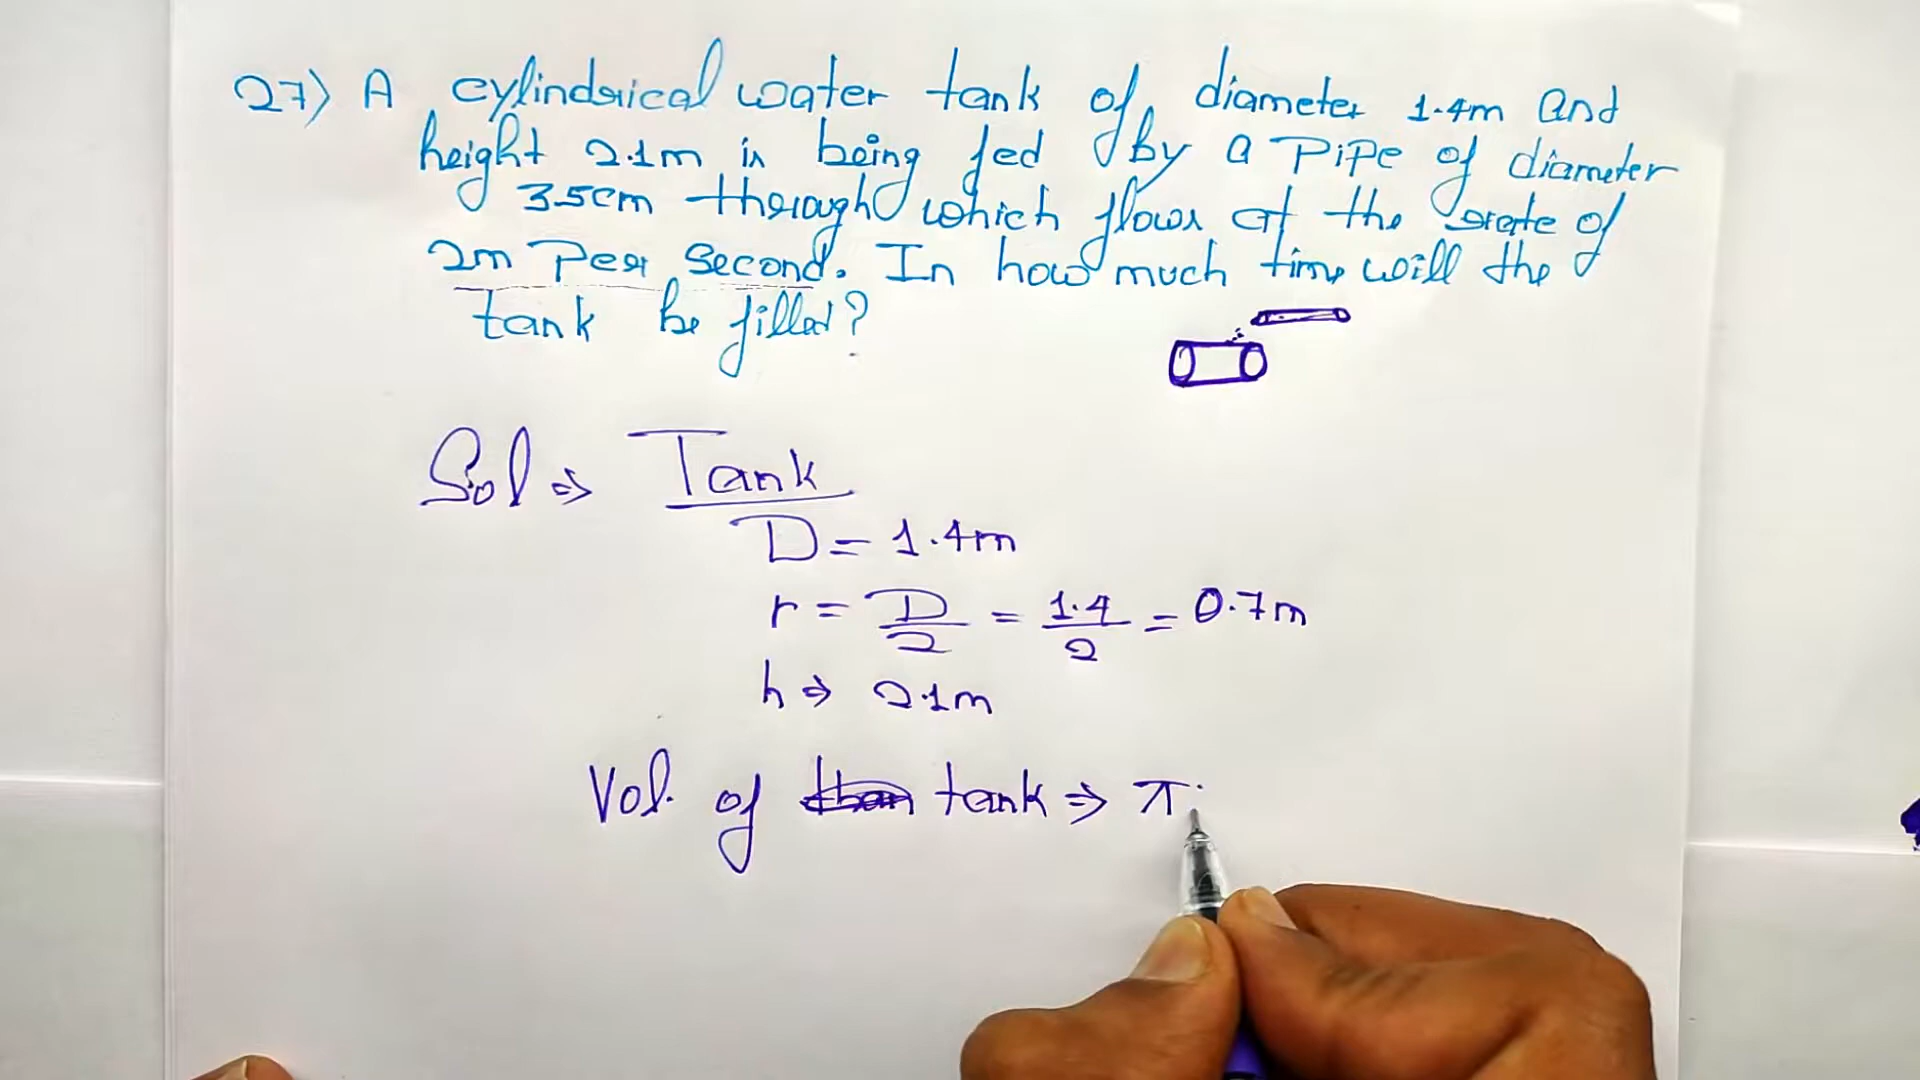 27) A cylindrical water tank of diameter 1.4m and
height 2.1m is being fed by a pipe of diameter
3.5cm through which flows at the rate of
2m per second. In how much time will the
tank be filled?
Sol ⇒ Tank
D = 1.4m
r = D/2 = 1.4/2 = 0.7m
h ⇒ 2.1m
Vol. of tank ⇒ π